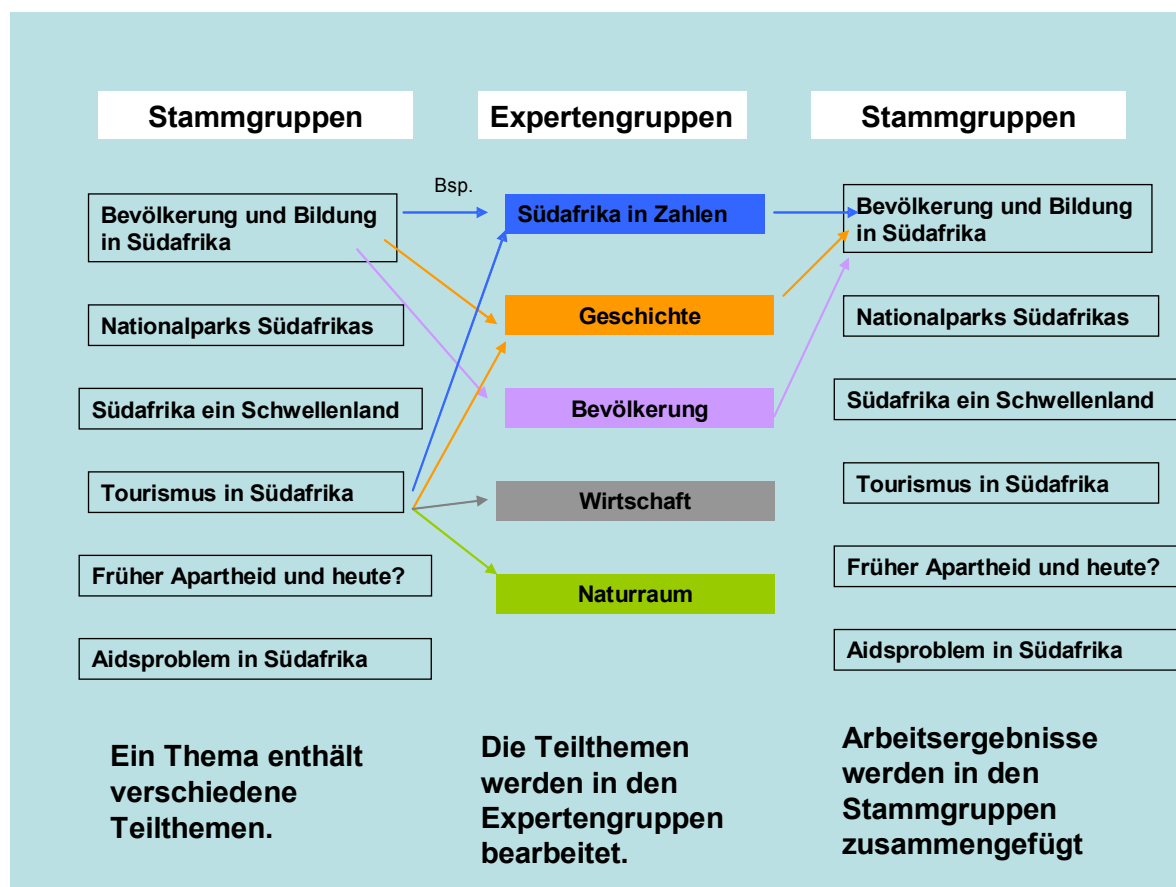 Stammgruppen
Expertengruppen
Stammgruppen
Bsp.
Bevölkerung und Bildung
in Südafrika
Nationalparks Südafrikas
Südafrika ein Schwellenland
Tourismus in Südafrika
Früher Apartheid und heute?
Aidsproblem in Südafrika
Ein Thema enthält
verschiedene
Teilthemen.
Südafrika in Zahlen
Geschichte
Bevölkerung
Wirtschaft
Naturraum
Die Teilthemen
werden in den
Expertengruppen
bearbeitet.
Bevölkerung und Bildung
in Südafrika
Nationalparks Südafrikas
Südafrika ein Schwellenland
Tourismus in Südafrika
Früher Apartheid und heute?
Aidsproblem in Südafrika
Arbeitsergebnisse
werden in den
Stammgruppen
zusammengefügt